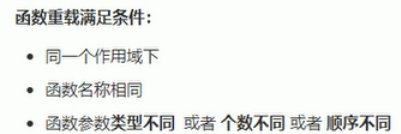 函数重载满足条件：
• 同一个作用域下
• 函数名称相同
• 函数参数类型不同 或者 个数不同 或者 顺序不同